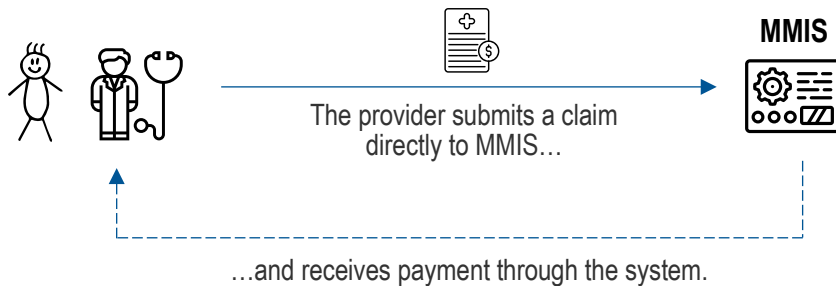 MMIS
The provider submits a claim
directly to MMIS…
…and receives payment through the system.